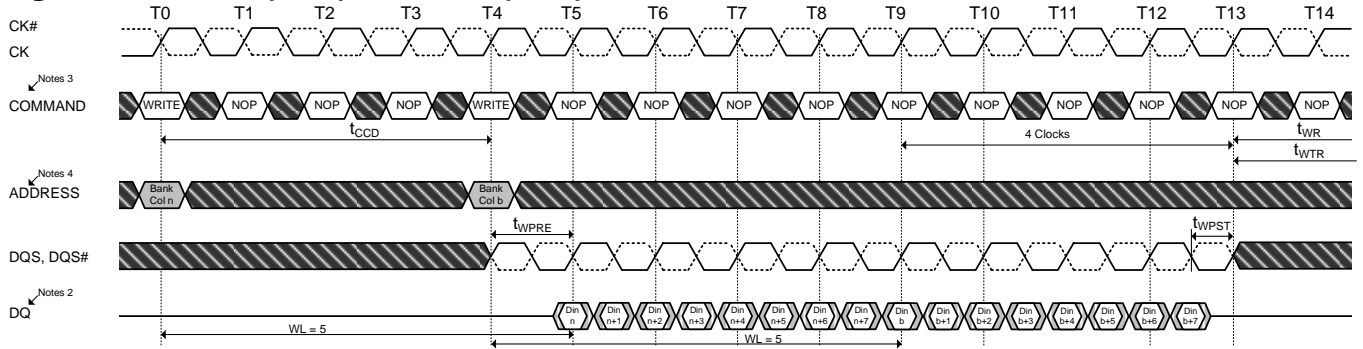 T0 T1 T2 T3 T4 T5 T6 T7 T8 T9 T10 T11 T12 T13 T14
CK#
CK
Notes 3
COMMAND
WRITE NOP NOP NOP WRITE NOP NOP NOP NOP NOP NOP NOP NOP NOP NOP
tCCD
4 Clocks
tWR
tWTR
Notes 4
ADDRESS
Bank Bank
Col n Col b
tWPRE
tWPST
DQS, DQS#
Notes 2
DQ
Din Din Din Din Din Din Din Din Din Din Din Din Din Din Din Din
n n+1 n+2 n+3 n+4 n+5 n+6 n+7 b b+1 b+2 b+3 b+4 b+5 b+6 b+7
WL = 5
WL = 5